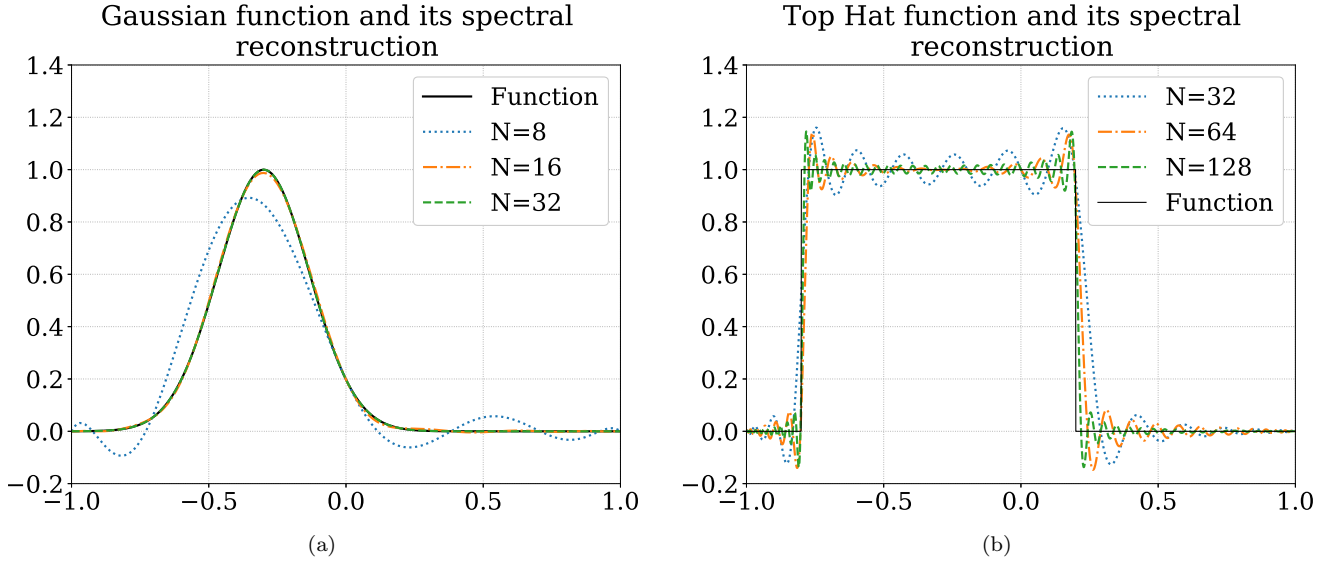 Gaussian function and its spectral
reconstruction
1.4
1.2
1.0
0.8
0.6
0.4
0.2
0.0
−0.2
−1.0
−0.5
0.0
0.5
1.0
Function
N=8
N=16
N=32
(a)
Top Hat function and its spectral
reconstruction
1.4
1.2
1.0
0.8
0.6
0.4
0.2
0.0
−0.2
−1.0
−0.5
0.0
0.5
1.0
N=32
N=64
N=128
Function
(b)